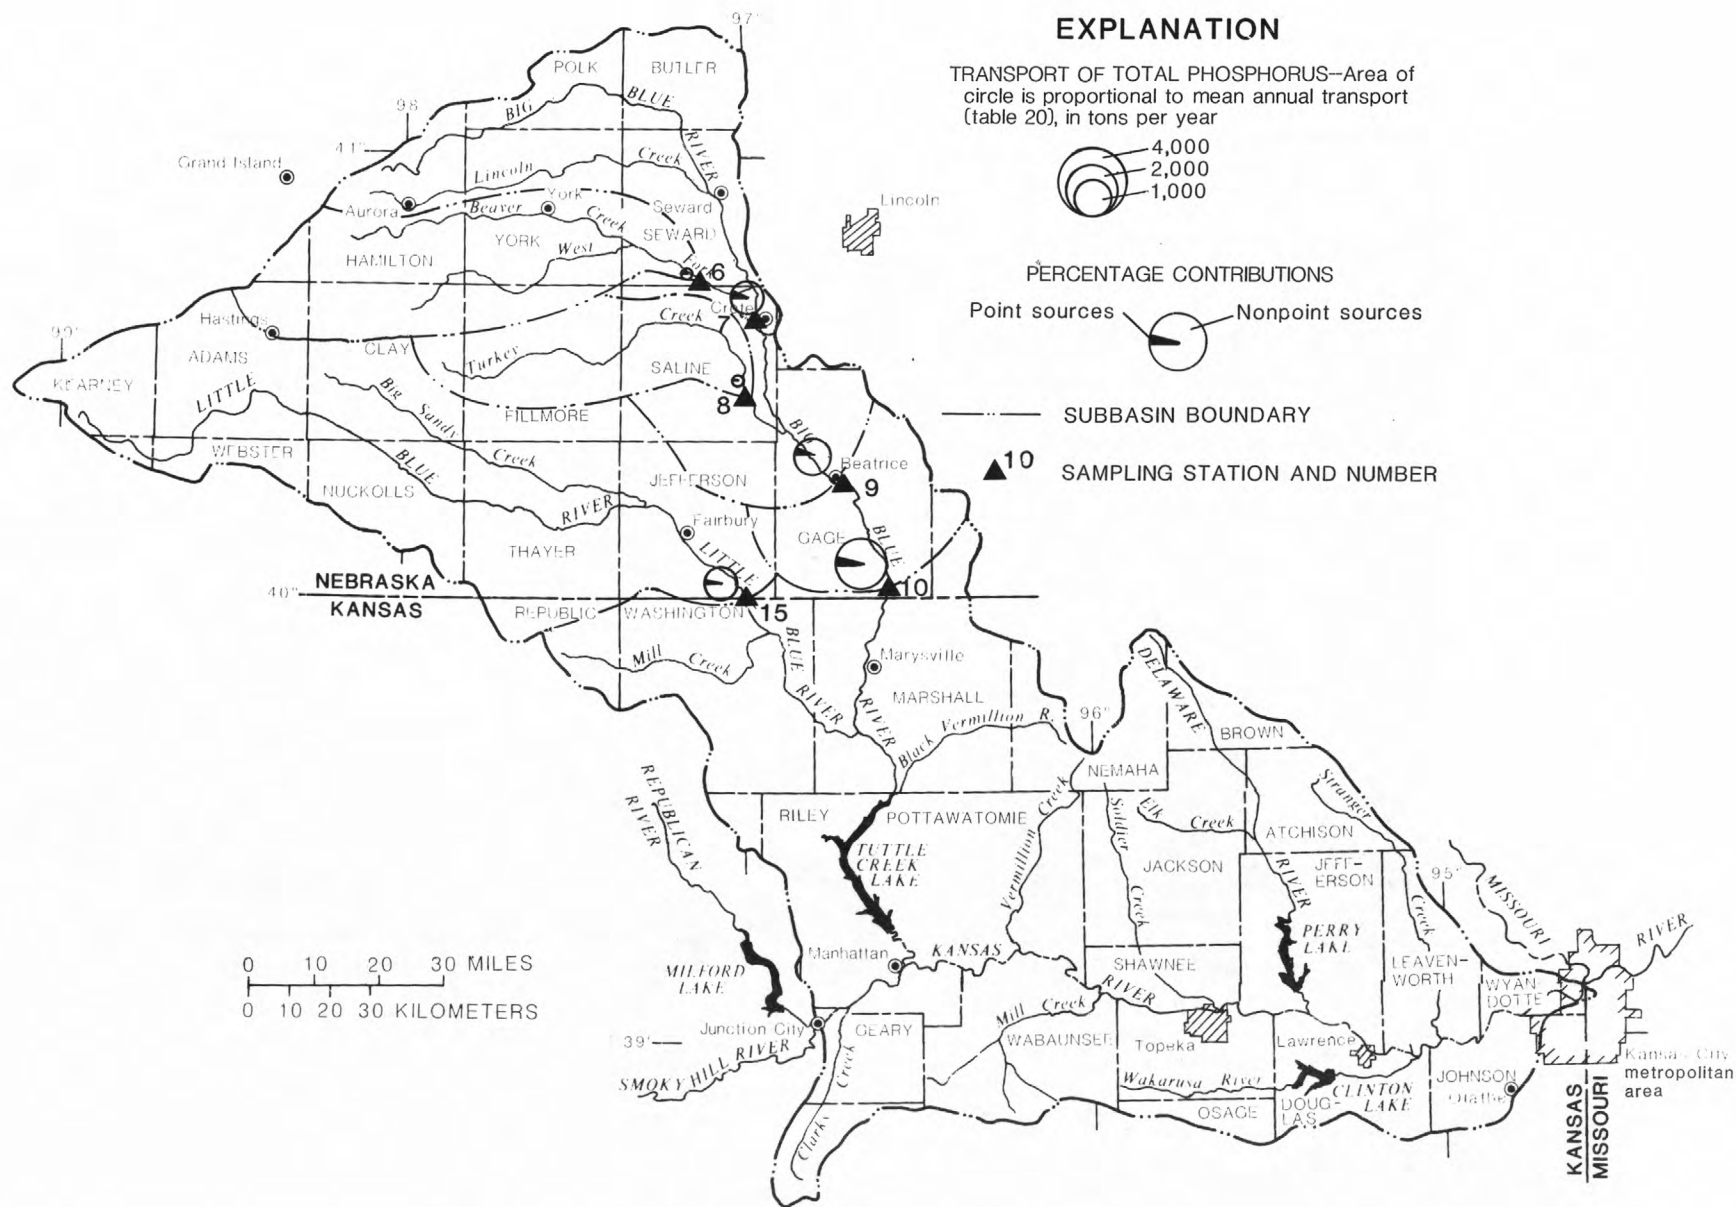 EXPLANATION
TRANSPORT OF TOTAL PHOSPHORUS--Area of
circle is proportional to mean annual transport
(table 20), in tons per year
4,000
2,000
1,000
PERCENTAGE CONTRIBUTIONS
Point sources
Nonpoint sources
SUBBASIN BOUNDARY
10
SAMPLING STATION AND NUMBER
97°
98
41°
POLK
BUTLER
BIG
BLUE
RIVER
Grand Island
Lincoln
Creek
Aurora
York
Seward
Lincoln
Beaver
Creek
SEWARD
YORK
West
Fork
HAMILTON
6
Crete
7
Hastings
Creek
Turkey
ADAMS
CLAY
SALINE
KEARNEY
LITTLE
Big
Sandy
Creek
FILLMORE
8
BIG
WEBSTER
BLUE
Beatrice
9
NUCKOLLS
JEFFERSON
RIVER
Fairbury
GAGE
BLUE
THAYER
LITTLE
NEBRASKA
40°
KANSAS
10
15
REPUBLIC
WASHINGTON
Mill
Creek
BLUE
RIVER
Marysville
MARSHALL
RIVER
Black
Vermillion
R.
96°
DELAWARE
BROWN
NEMAHA
REPUBLICAN
RIVER
RILEY
POTTAWATOMIE
Vermillion
Creek
Soldier
Creek
Elk
Creek
ATCHISON
Stranger
Creek
TUTTLE
CREEK
LAKE
JACKSON
RIVER
JEFF-
ERSON
95°
MISSOURI
RIVER
PERRY
LAKE
Manhattan
KANSAS
RIVER
SHAWNEE
LEAVEN-
WORTH
WYAN-
DOTTE
MILFORD
LAKE
0 10 20 30 MILES
0 10 20 30 KILOMETERS
Junction City
GEARY
Mill
Creek
WABAUNSEE
Topeka
Lawrence
39°
SMOKY HILL RIVER
Clarks
Creek
Wakarusa
River
CLINTON
LAKE
JOHNSON
Olathe
OSAGE
DOUG-
LAS
Kansas City
metropolitan
area
KANSAS
MISSOURI